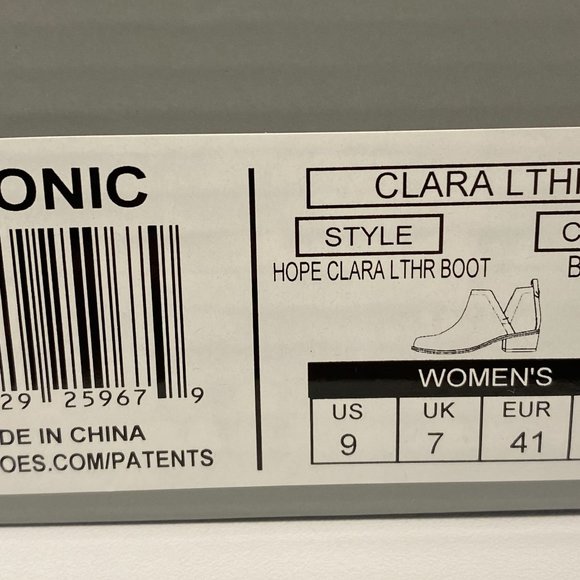 ONIC
29 25967 9
DE IN CHINA
OES.COM/PATENTS
CLARA LTH
STYLE
C
HOPE CLARA LTHR BOOT
B
WOMEN'S
US UK EUR
9 7 41